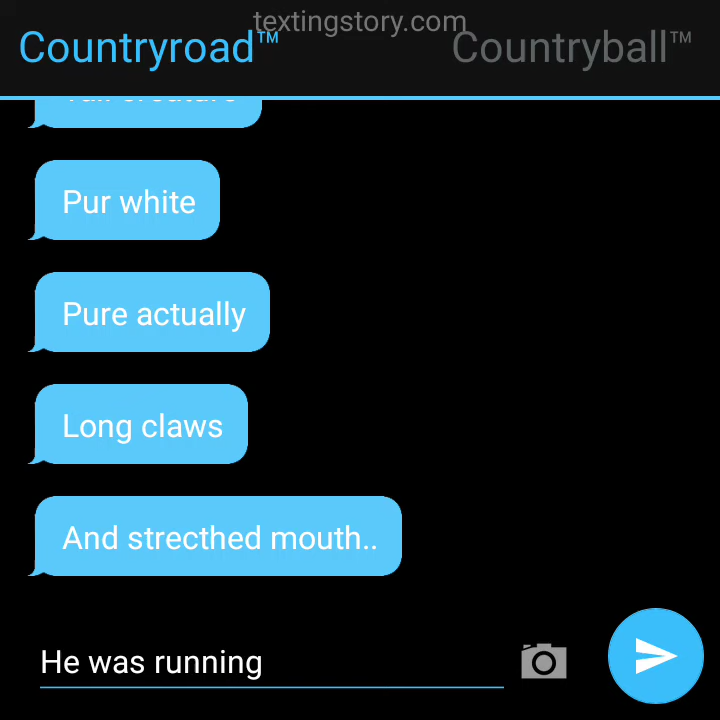 textingstory.com
Countryroad™
Countryball™
Pur white
Pure actually
Long claws
And strecthed mouth..
He was running